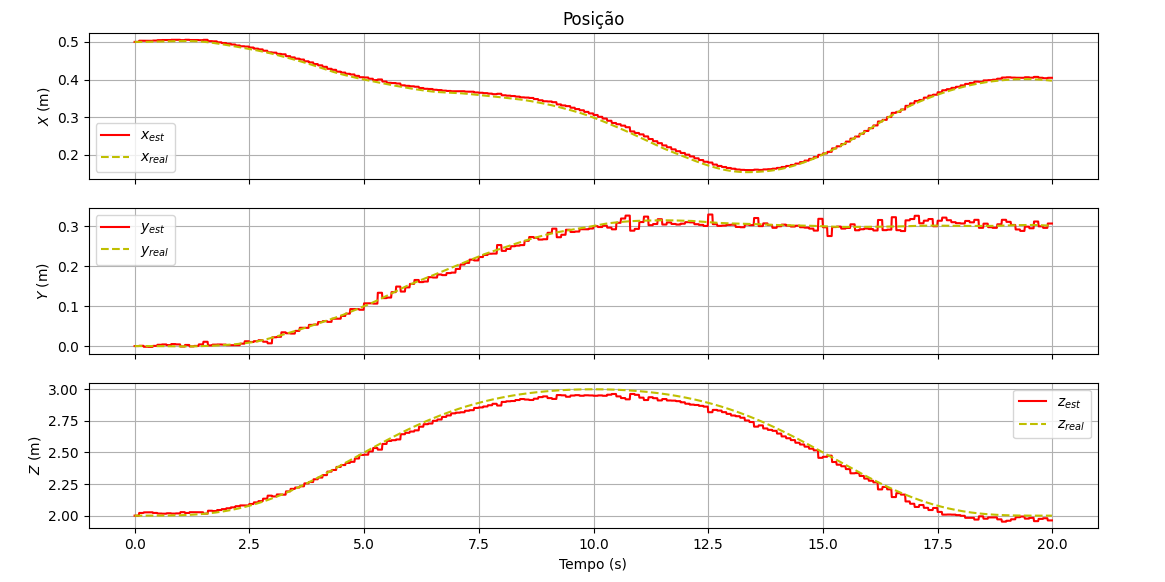 Posição
0.5
0.4
0.3
0.2
X (m)
x_est
x_real
0.3
0.2
0.1
0.0
Y (m)
y_est
y_real
3.00
2.75
2.50
2.25
2.00
Z (m)
z_est
z_real
0.0 2.5 5.0 7.5 10.0 12.5 15.0 17.5 20.0
Tempo (s)